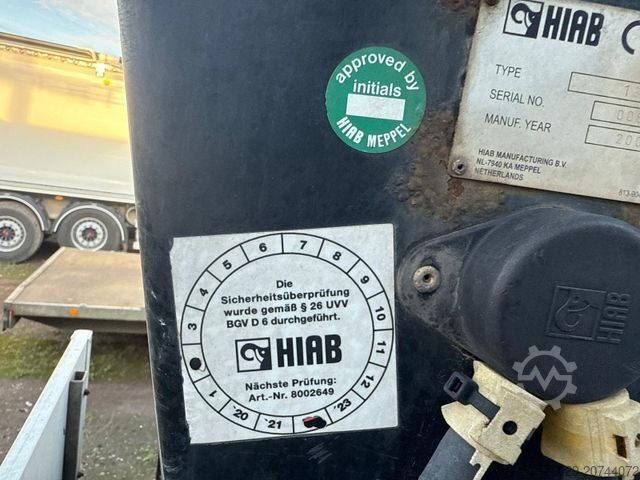 approved by
initials
HIAB MEPPEL
HIAB
TYPE
SERIAL NO.
MANUF. YEAR
HIAB MANUFACTURING B.V.
NL-7940 KA MEPPEL
NETHERLANDS
Die
Sicherheitsüberprüfung
wurde gemäß § 26 UVV
BGV D 6 durchgeführt.
HIAB
Nächste Prüfung:
Art.-Nr. 8002649
1
3
4
5
6
7
8
9
10
11
12
.20
.21
.23
HIAB